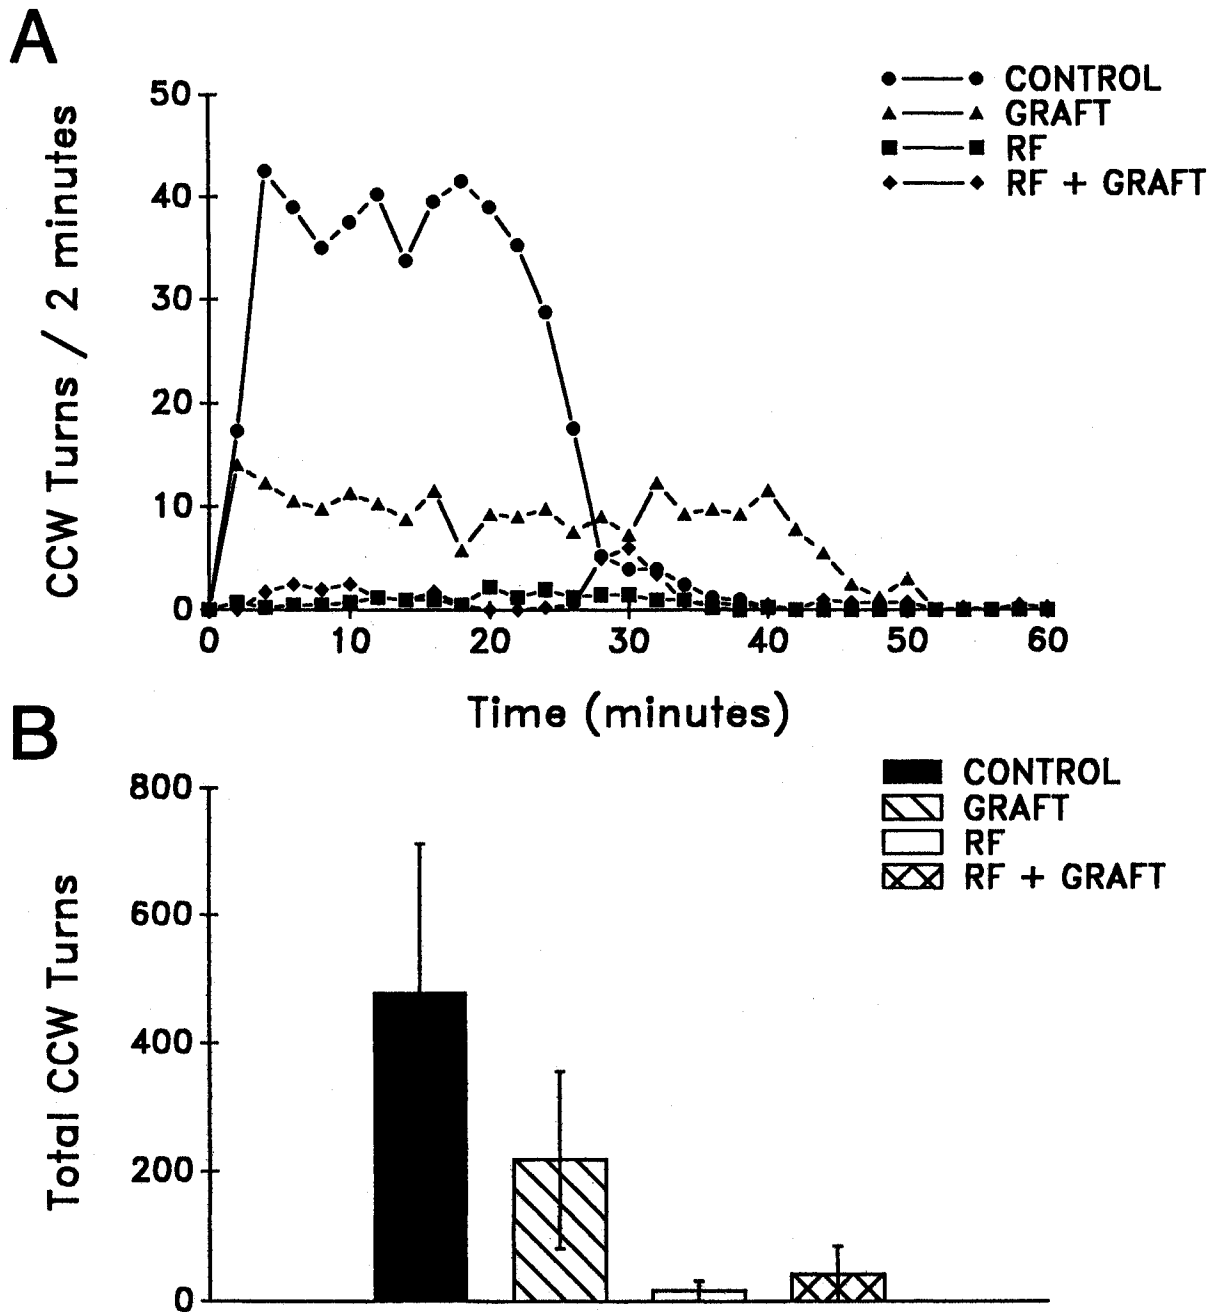 A
CCW Turns / 2 minutes
50
40
30
20
10
0
0 10 20 30 40 50 60
Time (minutes)
CONTROL
GRAFT
RF
RF + GRAFT
B
Total CCW Turns
800
600
400
200
0
CONTROL
GRAFT
RF
RF + GRAFT